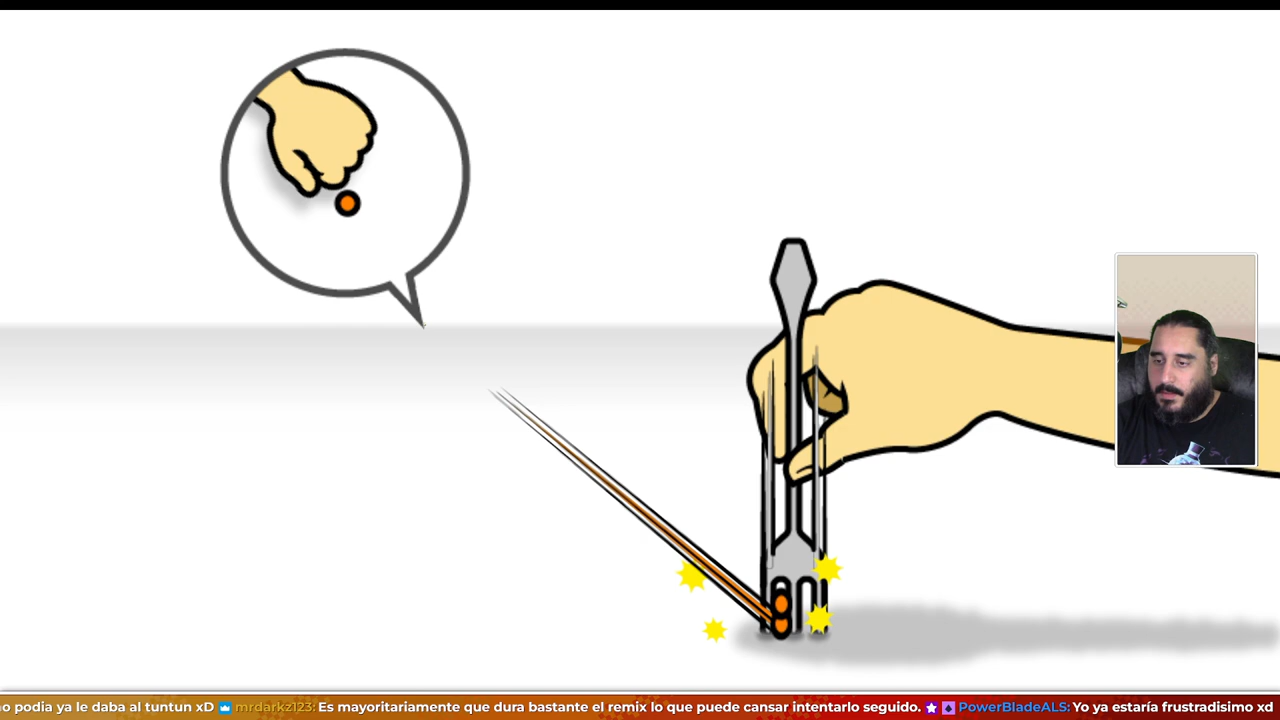 o podia ya le daba al tuntun xD mrdarkz123: Es mayoritariamente que dura bastante el remix lo que puede cansar intentarlo seguido. PowerBladeALS: Yo ya estaría frustradisimo xd